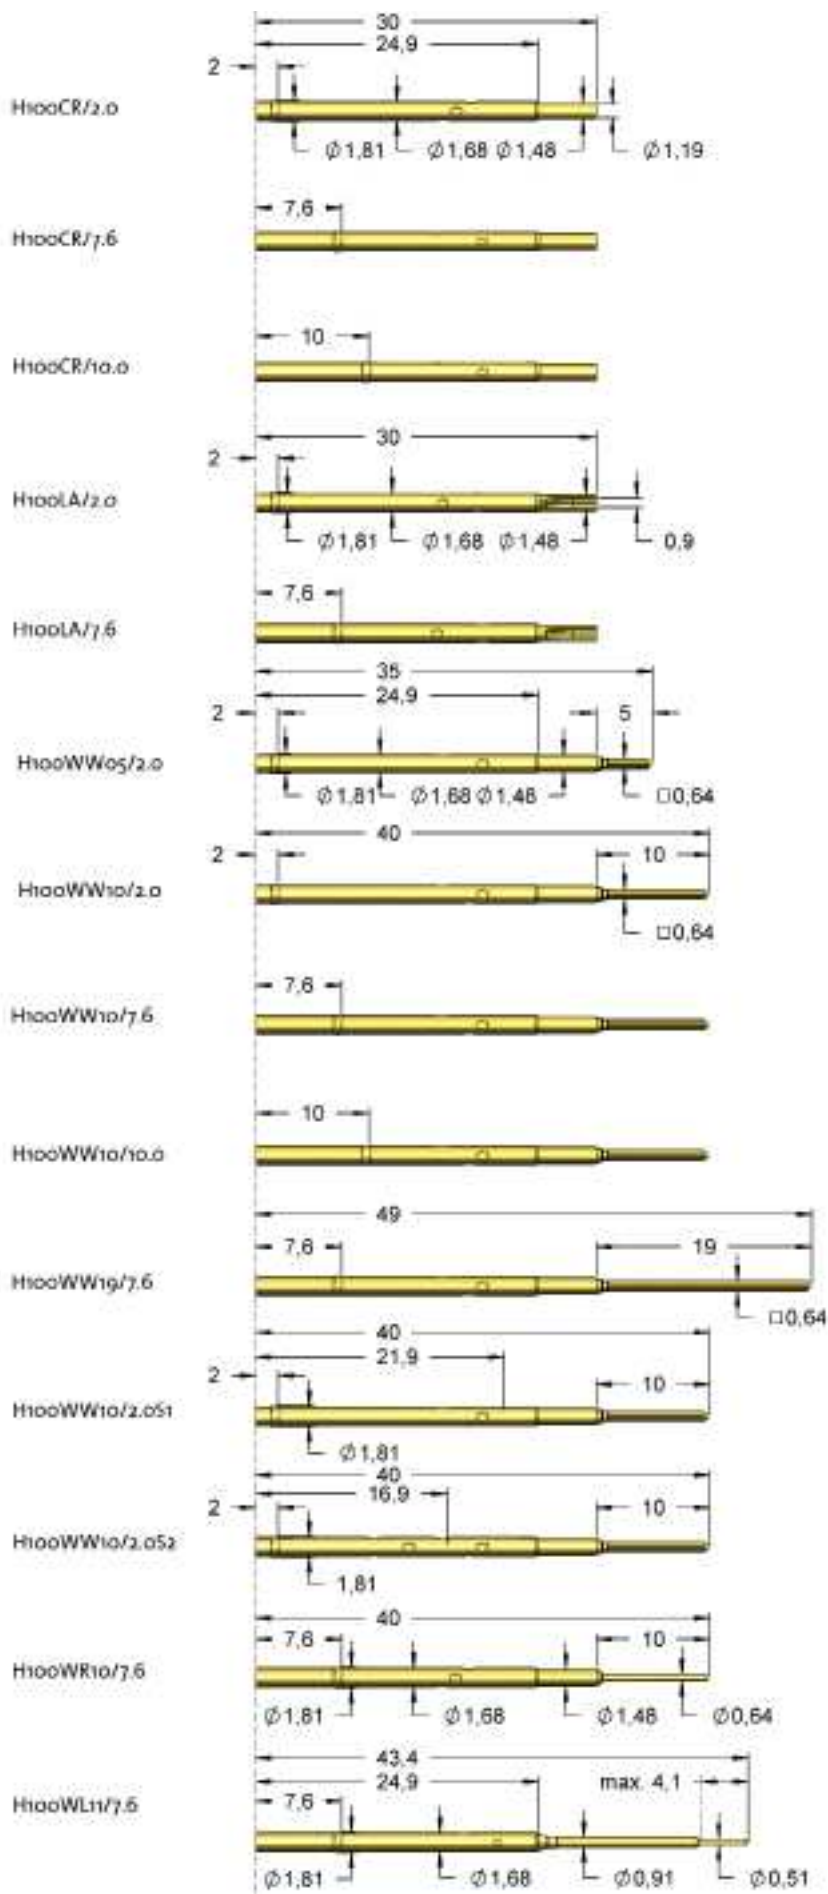 30
24,9
2
H100CR/2.0
Ø1,81 Ø1,68 Ø1,48 Ø1,19
7,6
H100CR/7.6
10
H100CR/10.0
30
2
H100LA/2.0
Ø1,81 Ø1,68 Ø1,48 0,9
7,6
H100LA/7.6
35
24,9
2 5
H100WW05/2.0
Ø1,81 Ø1,68 Ø1,48 □0,64
40
2 10
H100WW10/2.0
□0,64
7,6
H100WW10/7.6
10
H100WW10/10.0
49
7,6 19
H100WW19/7.6
□0,64
40
21,9
2 10
H100WW10/2.0S1
Ø1,81
40
16,9
2 10
H100WW10/2.0S2
1,81
40
7,6 10
H100WR10/7.6
Ø1,81 Ø1,68 Ø1,48 Ø0,64
43,4
24,9 max. 4,1
7,6
H100WL11/7.6
Ø1,81 Ø1,68 Ø0,91 Ø0,51